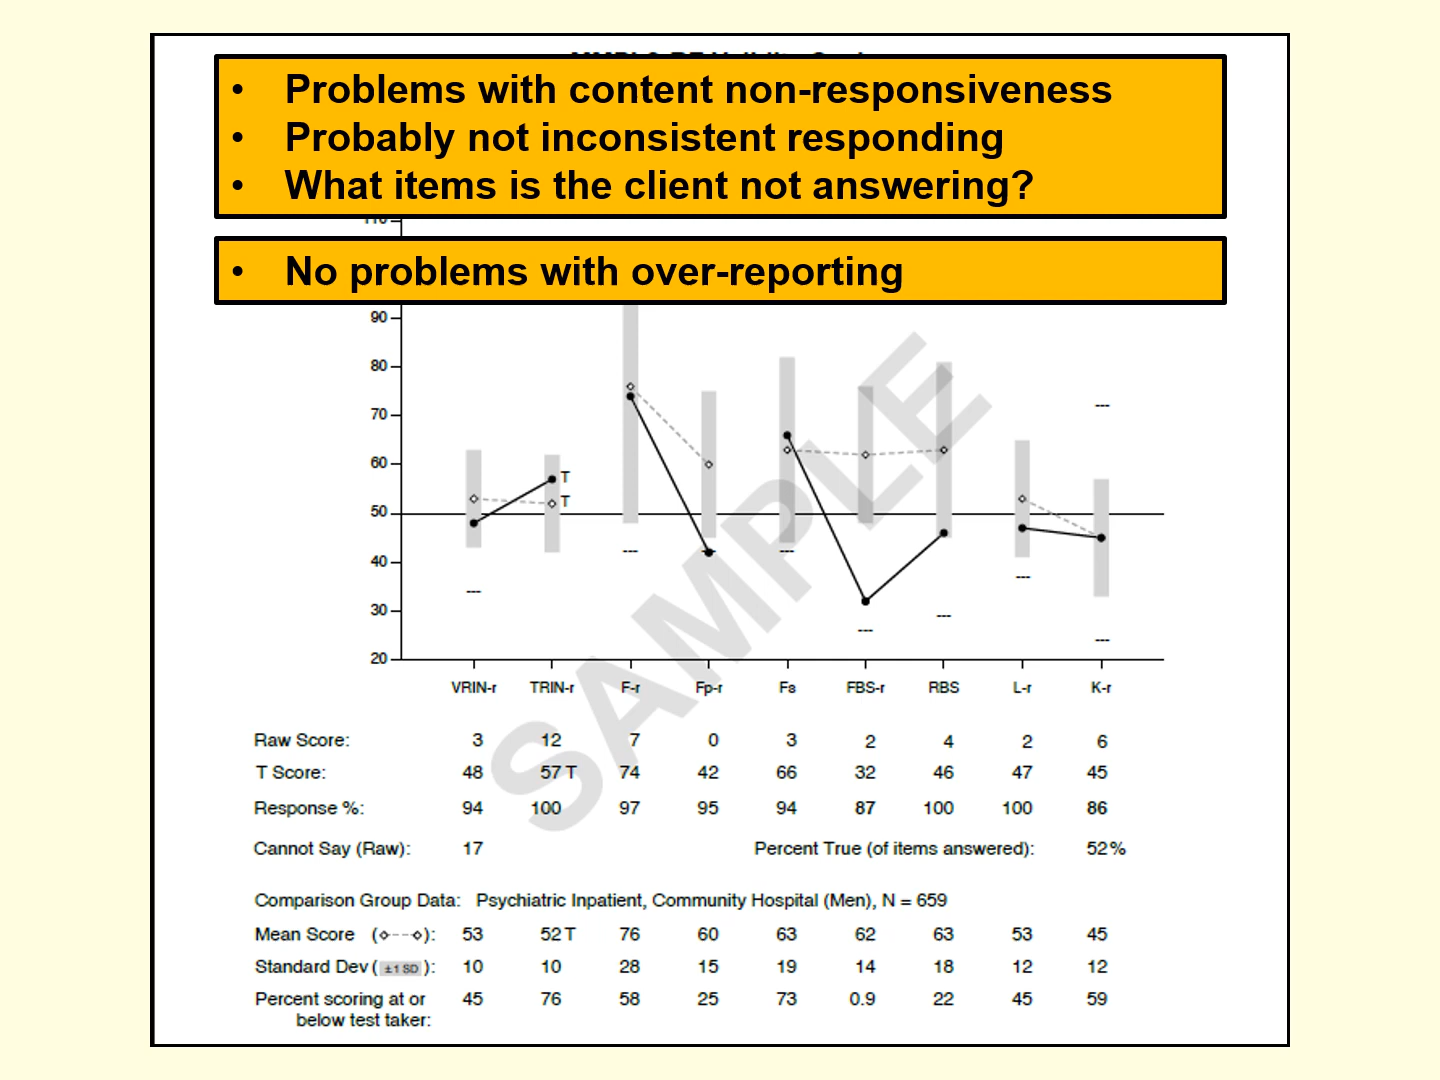 • Problems with content non-responsiveness
• Probably not inconsistent responding
• What items is the client not answering?
• No problems with over-reporting
90
80
70
60
50
40
30
20
T
T
SAMPLE
VRIN-r TRIN-r F-r Fp-r Fs FBS-r RBS L-r K-r
Raw Score: 3 12 7 0 3 2 4 2 6
T Score: 48 57 T 74 42 66 32 46 47 45
Response %: 94 100 97 95 94 87 100 100 86
Cannot Say (Raw): 17 Percent True (of items answered): 52%
Comparison Group Data: Psychiatric Inpatient, Community Hospital (Men), N = 659
Mean Score (◇---◇): 53 52 T 76 60 63 62 63 53 45
Standard Dev ( ±1 SD ): 10 10 28 15 19 14 18 12 12
Percent scoring at or 45 76 58 25 73 0.9 22 45 59
below test taker: